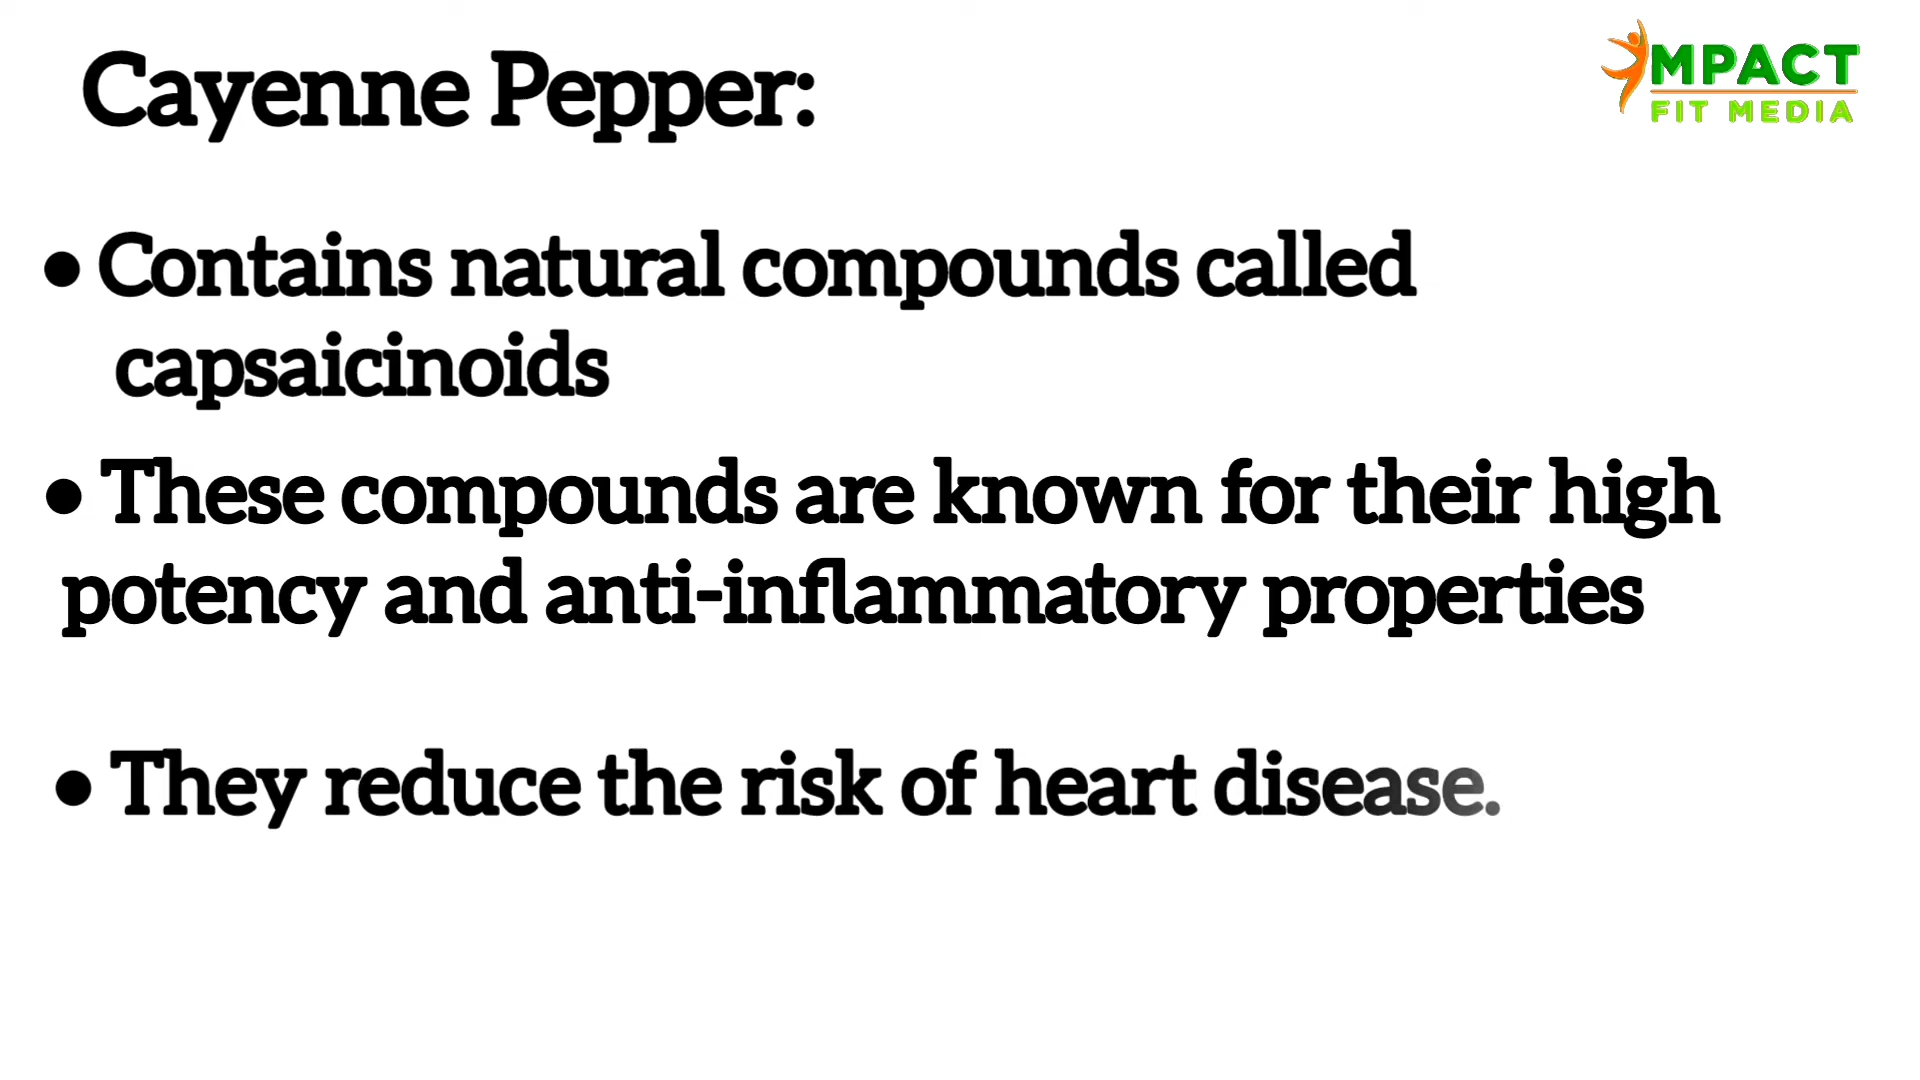 Cayenne Pepper:
MPACT
FIT MEDIA
• Contains natural compounds called
capsaicinoids
• These compounds are known for their high
potency and anti-inflammatory properties
• They reduce the risk of heart disease.